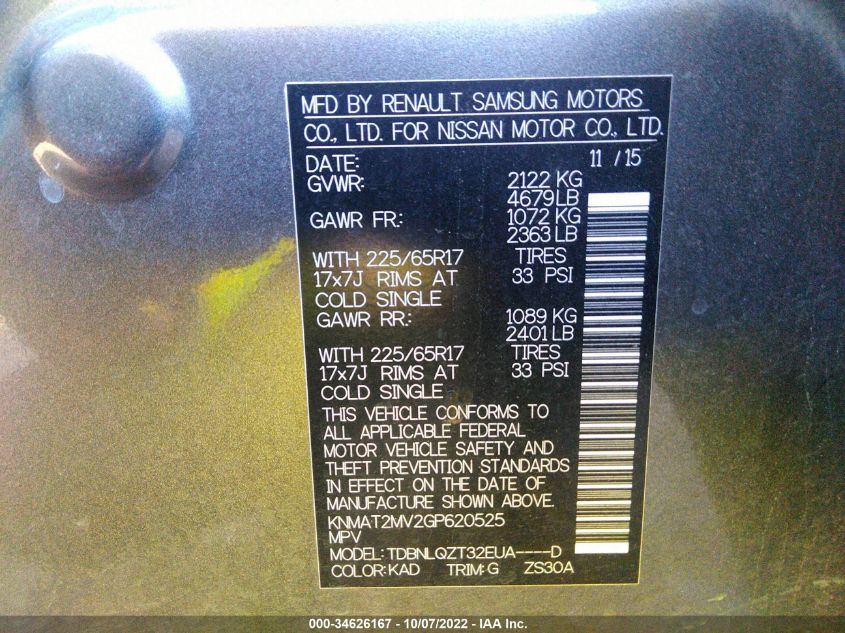 MFD BY RENAULT SAMSUNG MOTORS
CO., LTD. FOR NISSAN MOTOR CO., LTD.
DATE: 11 / 15
GVWR: 2122 KG
4679 LB
GAWR FR.: 1072 KG
2363 LB
WITH 225/65R17 TIRES
17x7J RIMS AT 33 PSI
COLD SINGLE
GAWR RR.: 1089 KG
2401 LB
WITH 225/65R17 TIRES
17x7J RIMS AT 33 PSI
COLD SINGLE
THIS VEHICLE CONFORMS TO
ALL APPLICABLE FEDERAL
MOTOR VEHICLE SAFETY AND
THEFT PREVENTION STANDARDS
IN EFFECT ON THE DATE OF
MANUFACTURE SHOWN ABOVE.
KNMAT2MV2GP620525
MPV
MODEL: TDBNLQZT32EUA----D
COLOR: KAD TRIM: G ZS30A
000-34626167 - 10/07/2022 - IAA Inc.